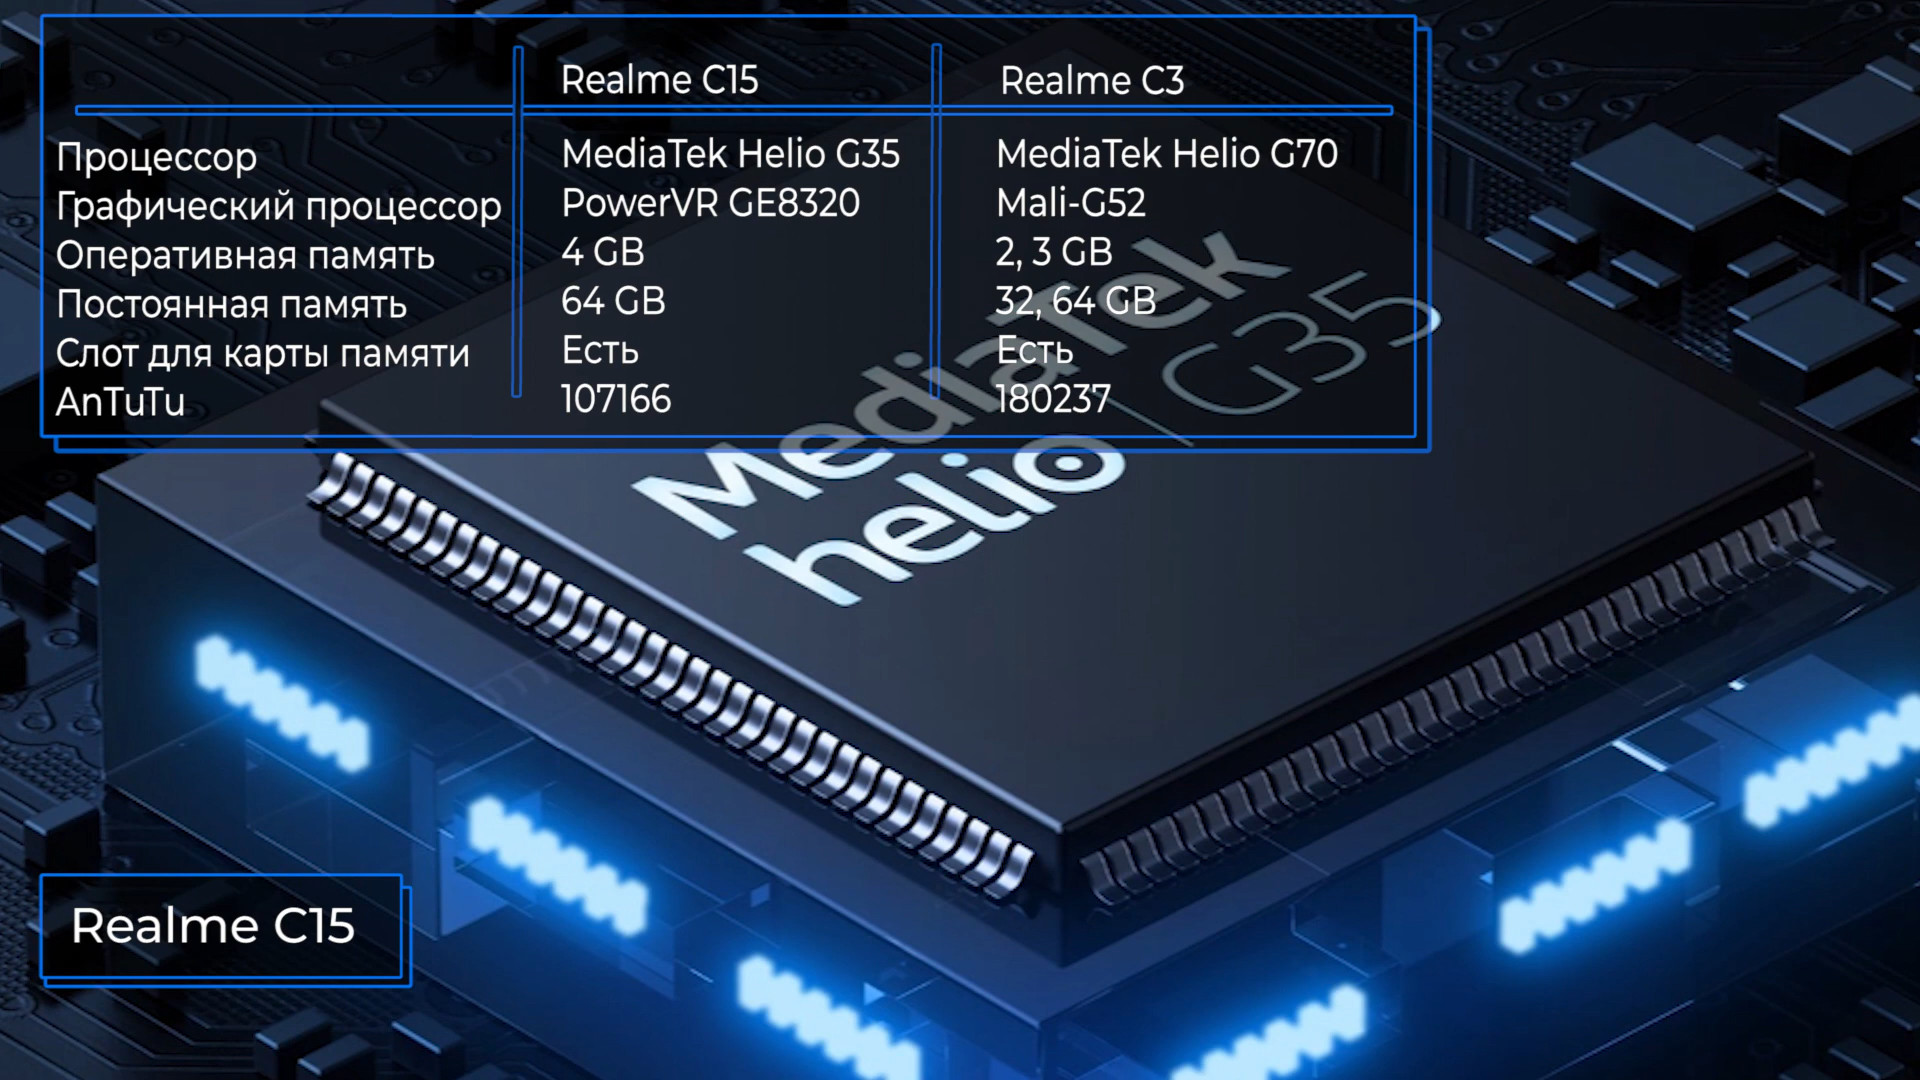 Realme C15 Realme C3
Процессор MediaTek Helio G35 MediaTek Helio G70
Графический процессор PowerVR GE8320 Mali-G52
Оперативная память 4 GB 2, 3 GB
Постоянная память 64 GB 32, 64 GB
Слот для карты памяти Есть Есть
AnTuTu 107166 180237
MediaTek
helio G35
Realme C15